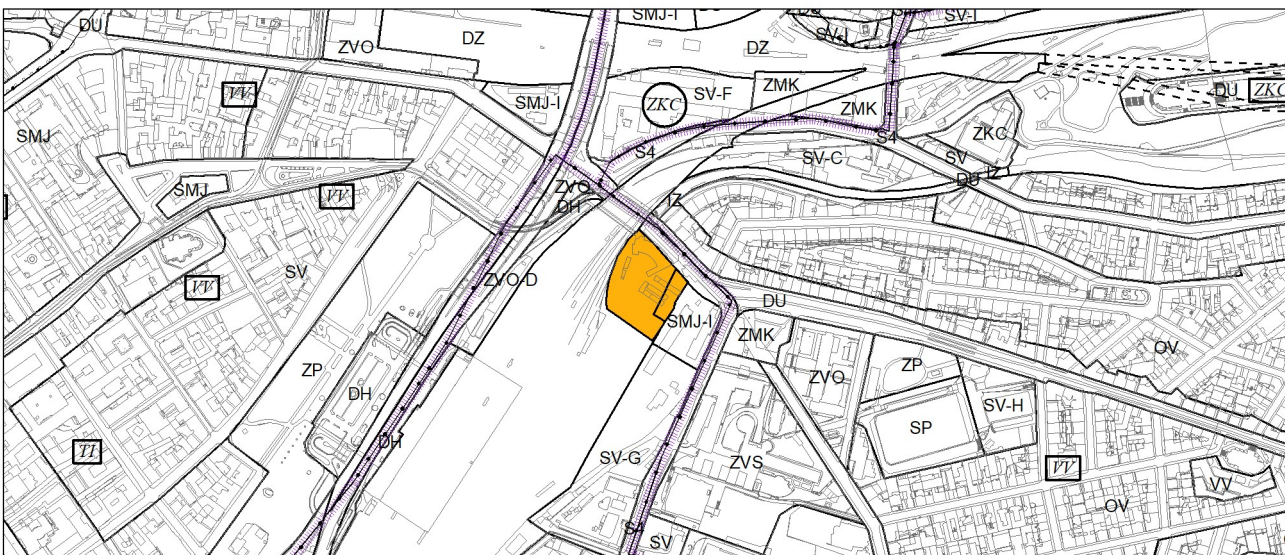 SMJ-I
SV-I
DU
ZVO
DZ
SV-I
DZ
VV
SMJ-I
ZKC
SV-F
ZMK
ZMK
DU
ZKC
SMJ
S4
S4
ZKC
SV
SV-C
DU
IZ
SMJ
VV
ZVO
DH
IZ
SV
VV
ZVO-D
DU
SMJ-I
ZMK
OV
ZP
ZVO
ZP
DH
SV-H
SP
DH
TI
SV-G
ZVS
VV
VV
OV
S4
SV